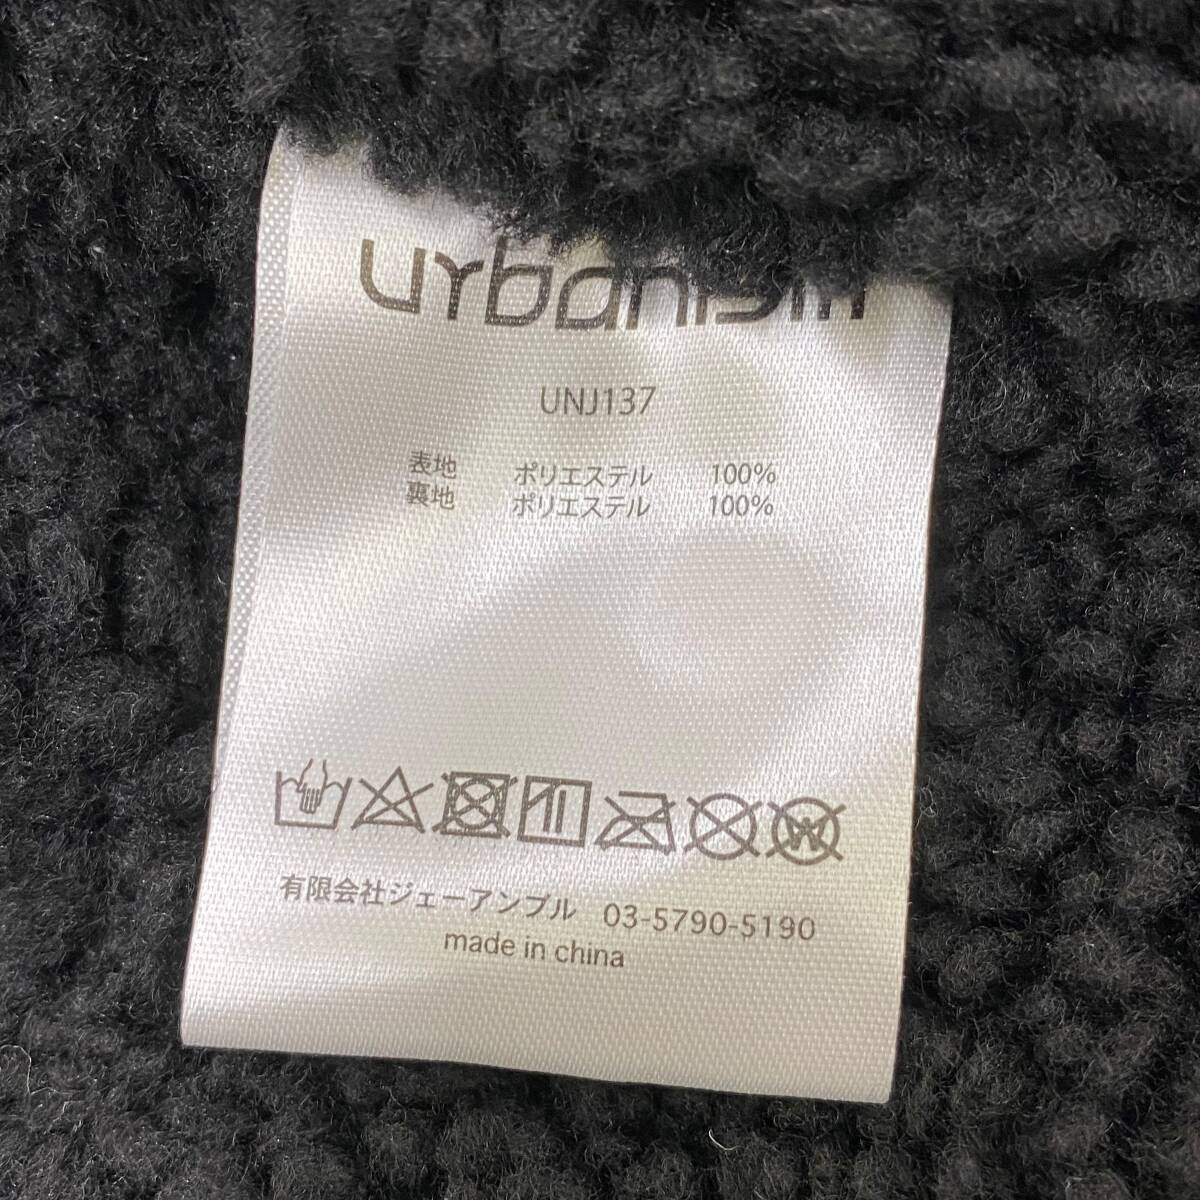 urbanism
UNJ137
表地 ポリエステル 100%
裏地 ポリエステル 100%
有限会社ジェーアンブル 03-5790-5190
made in china